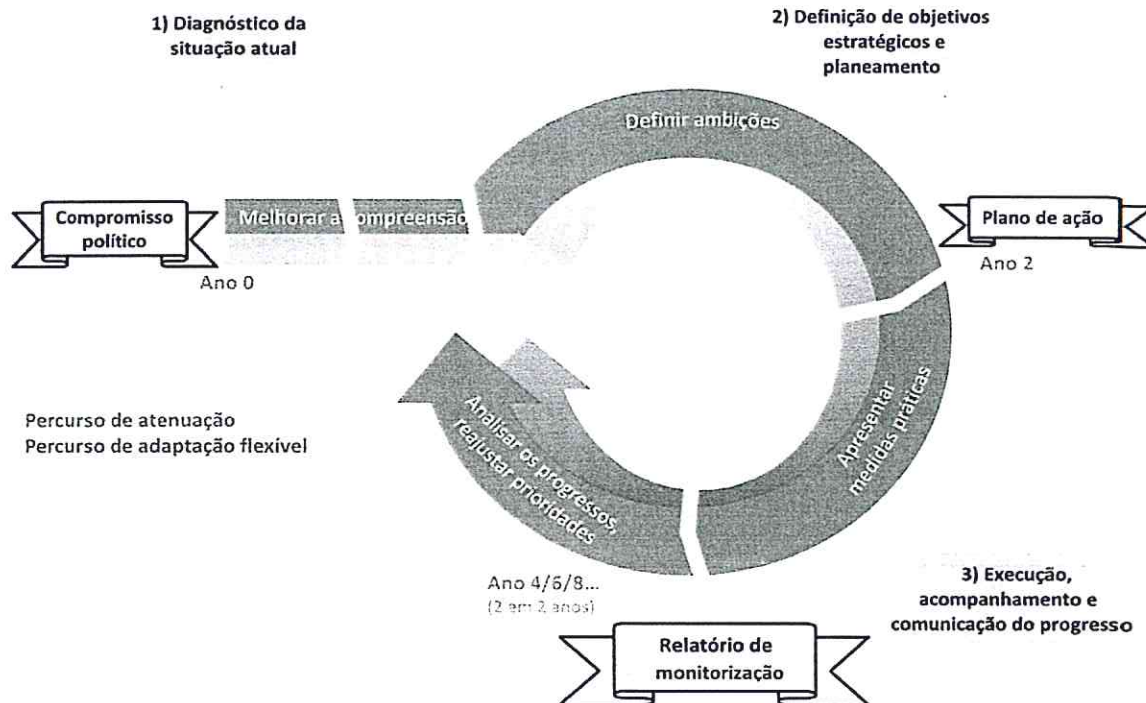 1) Diagnóstico da
situação atual
2) Definição de objetivos
estratégicos e
planeamento
Definir ambições
Compromisso
político
Melhorar a compreensão
Plano de ação
Ano 0
Ano 2
Percurso de atenuação
Percurso de adaptação flexível
Analisar os progressos,
reajustar prioridades
Apresentar
medidas práticas
Ano 4/6/8...
(2 em 2 anos)
3) Execução,
acompanhamento e
comunicação do progresso
Relatório de
monitorização